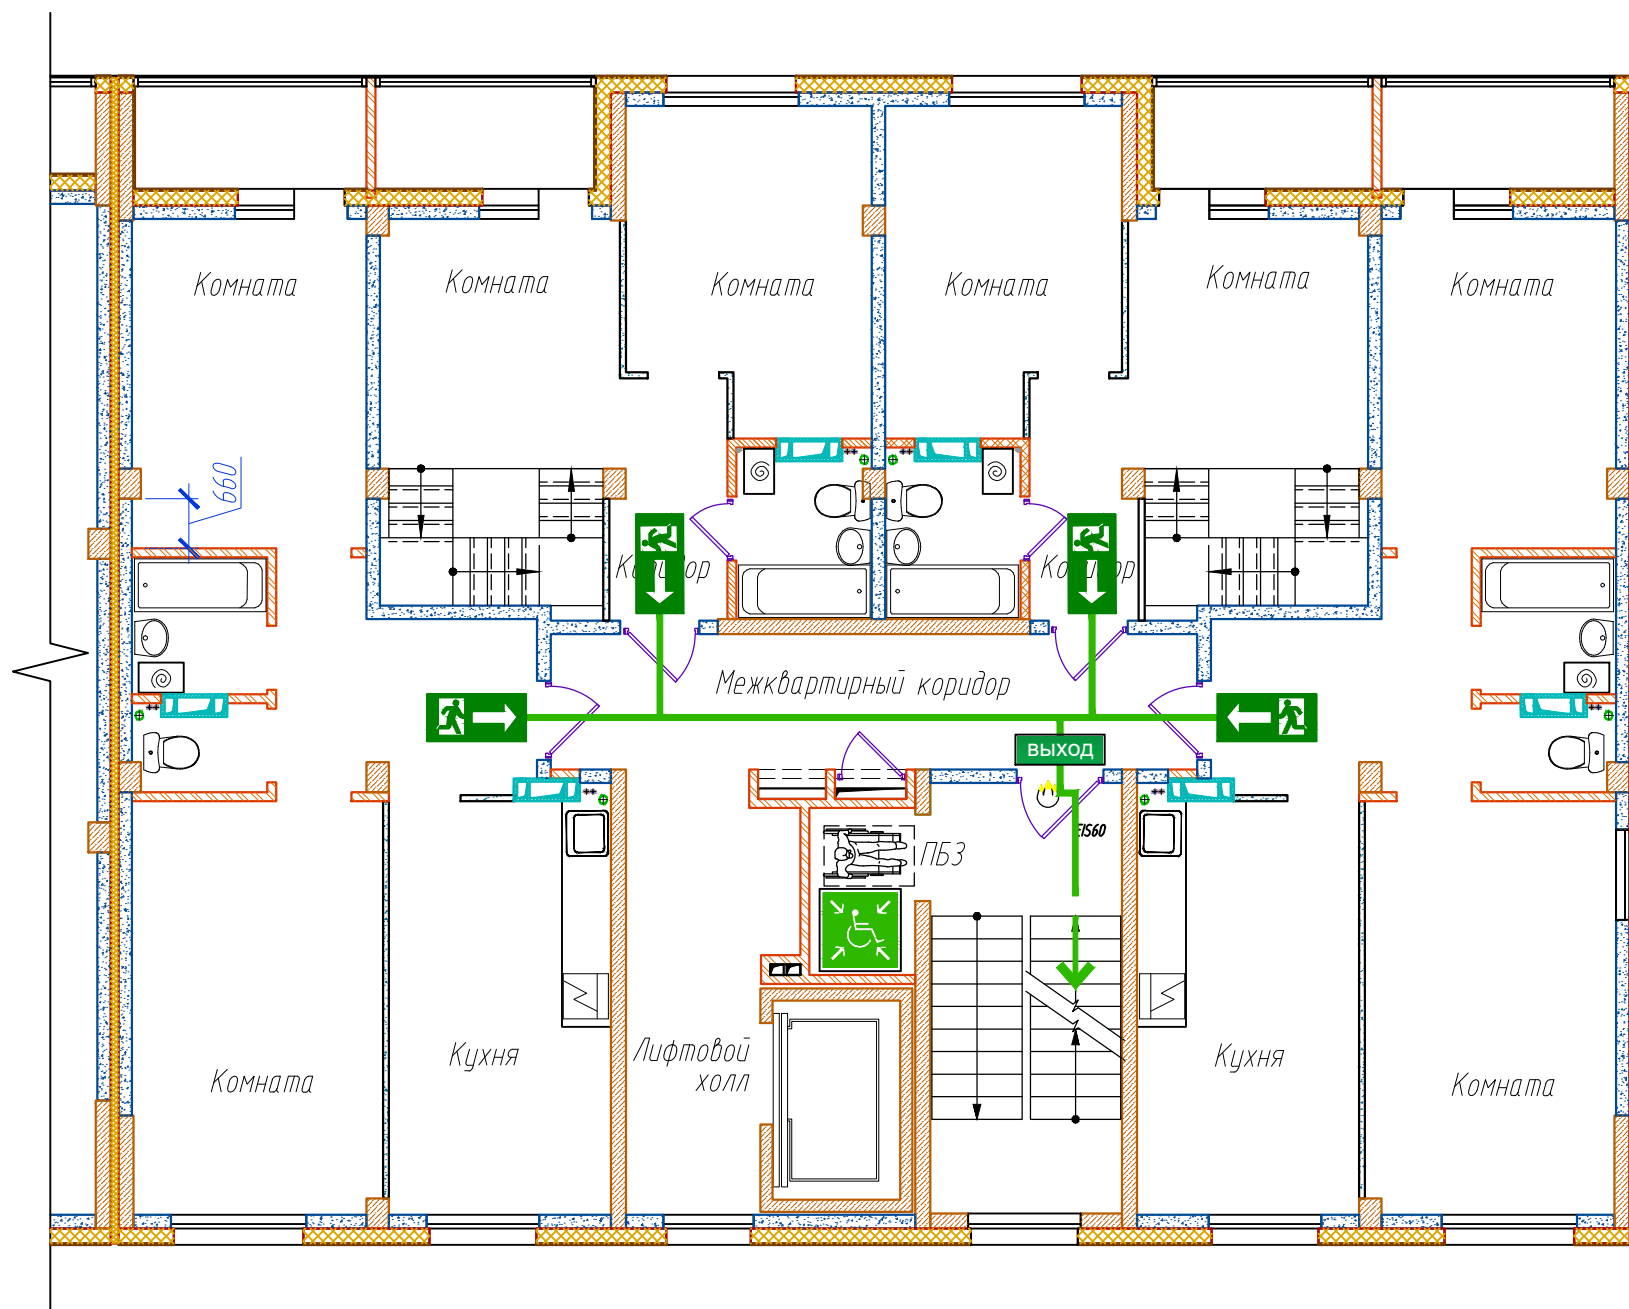 Комната
Комната
Комната
Комната
Комната
Комната
660
Коридор
Коридор
Межквартирный коридор
выход
EIS60
ПБЗ
Лифтовой
холл
Кухня
Кухня
Комната
Комната